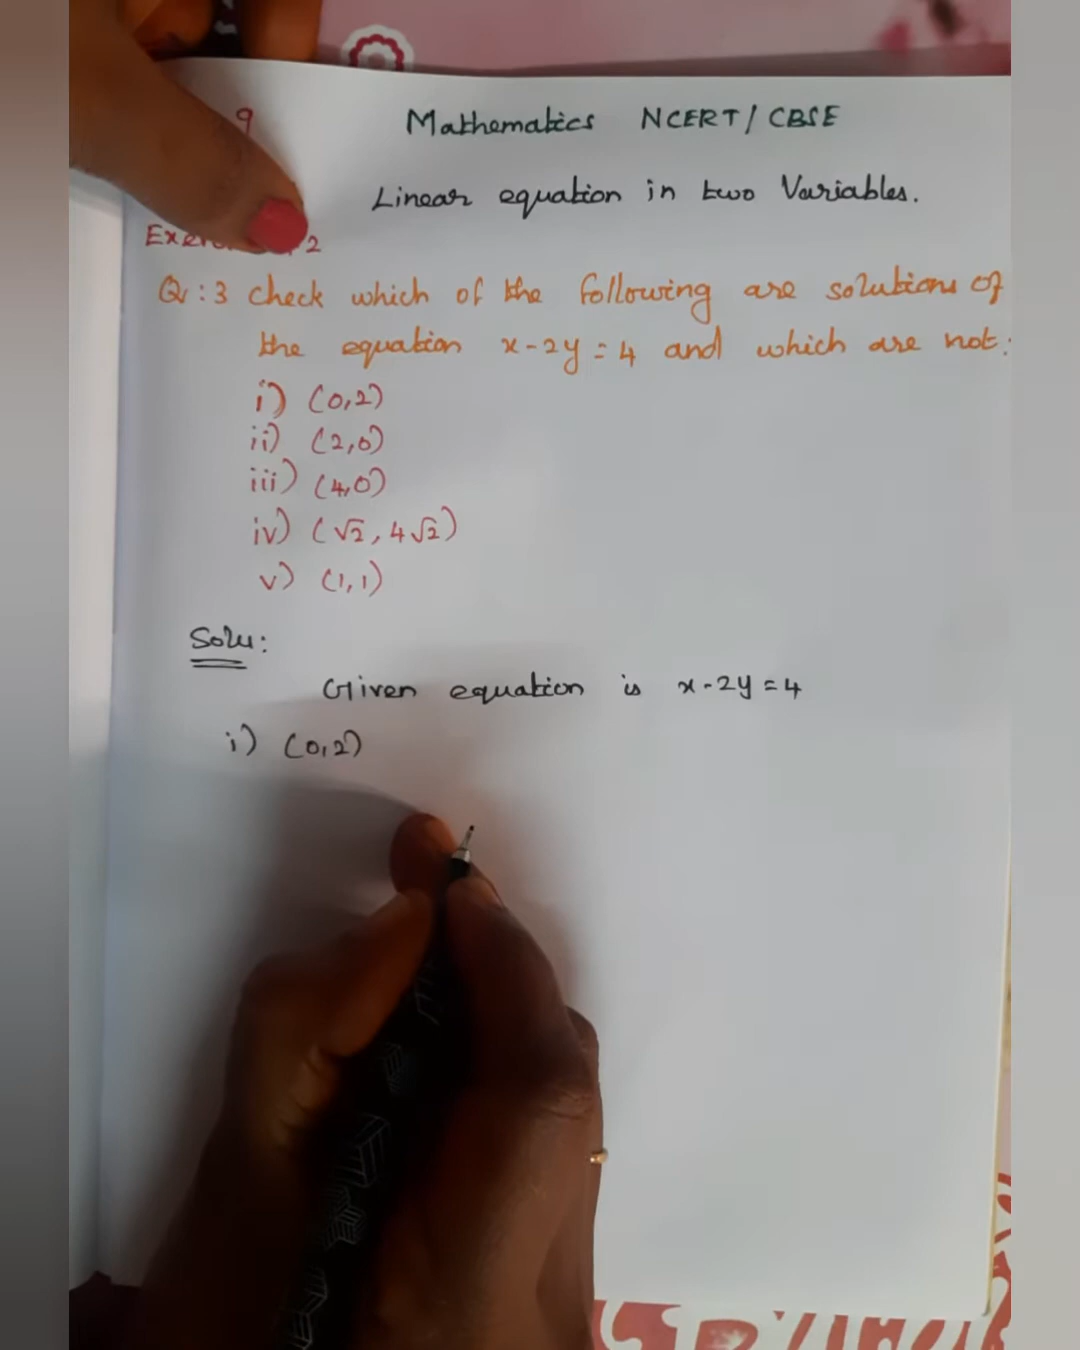 9 Mathematics NCERT/CBSE
Linear equation in two Variables.
2
Q:3 check which of the following are solutions of
the equation x-2y=4 and which are not:
i) (0,2)
ii) (2,0)
iii) (4,0)
iv) (√2, 4√2)
v) (1,1)
Solu:
Given equation is x-2y=4
i) (0,2)